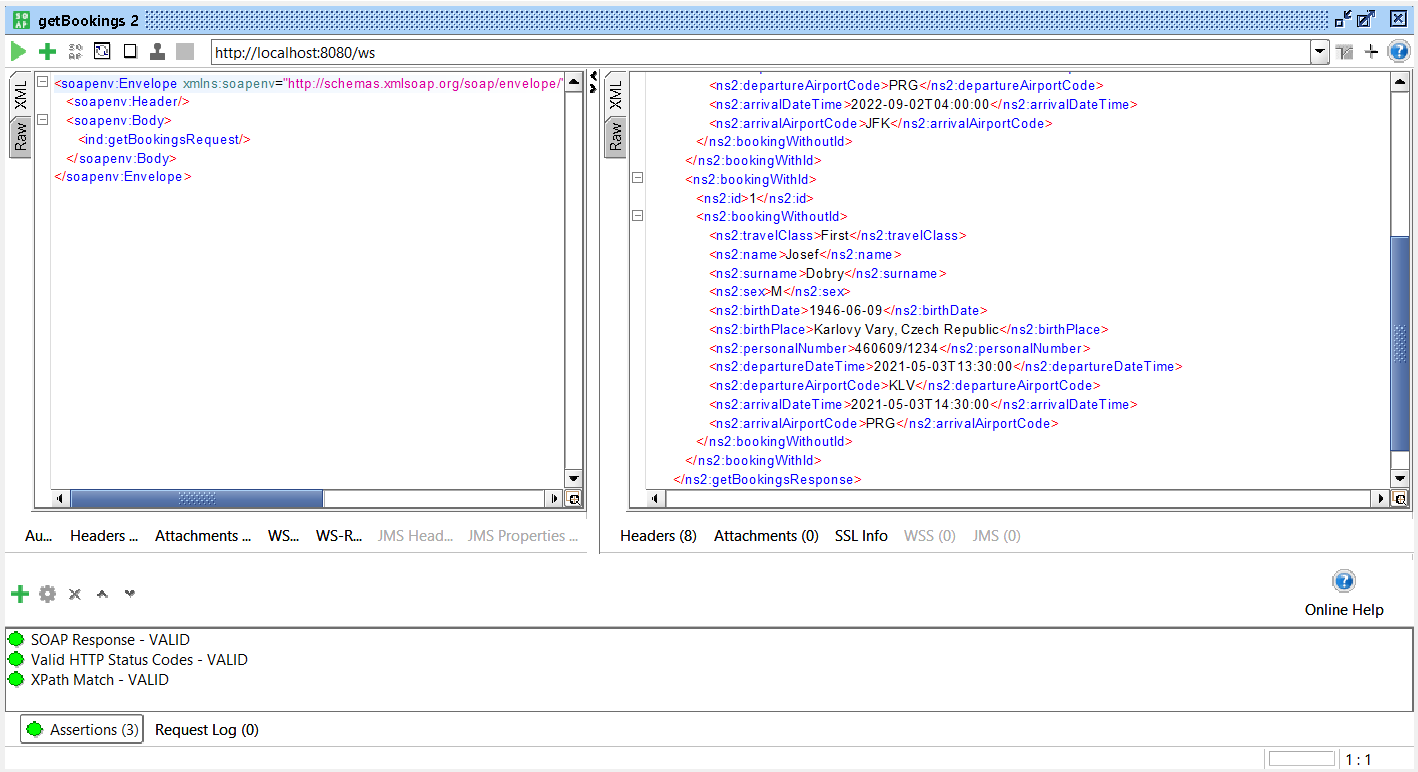 getBookings 2
http://localhost:8080/ws
XML
Raw
<soapenv:Envelope xmlns:soapenv="http://schemas.xmlsoap.org/soap/envelope/"
<soapenv:Header/>
<soapenv:Body>
<ind:getBookingsRequest/>
</soapenv:Body>
</soapenv:Envelope>
XML
Raw
<ns2:departureAirportCode>PRG</ns2:departureAirportCode>
<ns2:arrivalDateTime>2022-09-02T04:00:00</ns2:arrivalDateTime>
<ns2:arrivalAirportCode>JFK</ns2:arrivalAirportCode>
</ns2:bookingWithoutId>
</ns2:bookingWithId>
<ns2:bookingWithId>
<ns2:id>1</ns2:id>
<ns2:bookingWithoutId>
<ns2:travelClass>First</ns2:travelClass>
<ns2:name>Josef</ns2:name>
<ns2:surname>Dobry</ns2:surname>
<ns2:sex>M</ns2:sex>
<ns2:birthDate>1946-06-09</ns2:birthDate>
<ns2:birthPlace>Karlovy Vary, Czech Republic</ns2:birthPlace>
<ns2:personalNumber>460609/1234</ns2:personalNumber>
<ns2:departureDateTime>2021-05-03T13:30:00</ns2:departureDateTime>
<ns2:departureAirportCode>KLV</ns2:departureAirportCode>
<ns2:arrivalDateTime>2021-05-03T14:30:00</ns2:arrivalDateTime>
<ns2:arrivalAirportCode>PRG</ns2:arrivalAirportCode>
</ns2:bookingWithoutId>
</ns2:bookingWithId>
</ns2:getBookingsResponse>
Au... Headers ... Attachments ... WS... WS-R... JMS Head... JMS Properties ...
Headers (8) Attachments (0) SSL Info WSS (0) JMS (0)
Online Help
SOAP Response - VALID
Valid HTTP Status Codes - VALID
XPath Match - VALID
Assertions (3) Request Log (0)
1 : 1